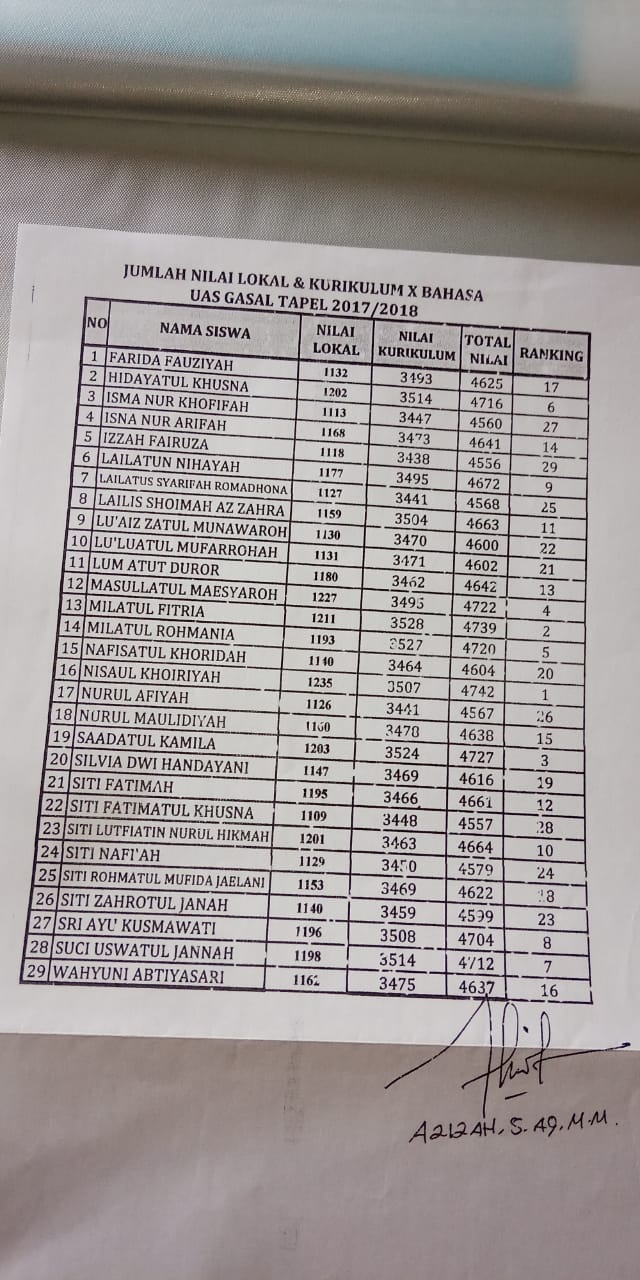 JUMLAH NILAI LOKAL & KURIKULUM X BAHASA
UAS GASAL TAPEL 2017/2018
NO NAMA SISWA NILAI LOKAL NILAI KURIKULUM TOTAL NILAI RANKING
1 FARIDA FAUZIYAH 1132 3493 4625 17
2 HIDAYATUL KHUSNA 1202 3514 4716 6
3 ISMA NUR KHOFIFAH 1113 3447 4560 27
4 ISNA NUR ARIFAH 1168 3473 4641 14
5 IZZAH FAIRUZA 1118 3438 4556 29
6 LAILATUN NIHAYAH 1177 3495 4672 9
7 LAILATUS SYARIFAH ROMADHONA 1127 3441 4568 25
8 LAILIS SHOIMAH AZ ZAHRA 1159 3504 4663 11
9 LU'AIZ ZATUL MUNAWAROH 1130 3470 4600 22
10 LU'LUATUL MUFARROHAH 1131 3471 4602 21
11 LUM ATUT DUROR 1180 3462 4642 13
12 MASULLATUL MAESYAROH 1227 3495 4722 4
13 MILATUL FITRIA 1211 3528 4739 2
14 MILATUL ROHMANIA 1193 3527 4720 5
15 NAFISATUL KHORIDAH 1140 3464 4604 20
16 NISAUL KHOIRIYAH 1235 3507 4742 1
17 NURUL AFIYAH 1126 3441 4567 26
18 NURUL MAULIDIYAH 1160 3478 4638 15
19 SAADATUL KAMILA 1203 3524 4727 3
20 SILVIA DWI HANDAYANI 1147 3469 4616 19
21 SITI FATIMAH 1195 3466 4661 12
22 SITI FATIMATUL KHUSNA 1109 3448 4557 28
23 SITI LUTFIATIN NURUL HIKMAH 1201 3463 4664 10
24 SITI NAFI'AH 1129 3450 4579 24
25 SITI ROHMATUL MUFIDA JAELANI 1153 3469 4622 18
26 SITI ZAHROTUL JANAH 1140 3459 4599 23
27 SRI AYU KUSMAWATI 1196 3508 4704 8
28 SUCI USWATUL JANNAH 1198 3514 4712 7
29 WAHYUNI ABTIYASARI 1162 3475 4637 16
AZIZAH, S. Ag, M.M.